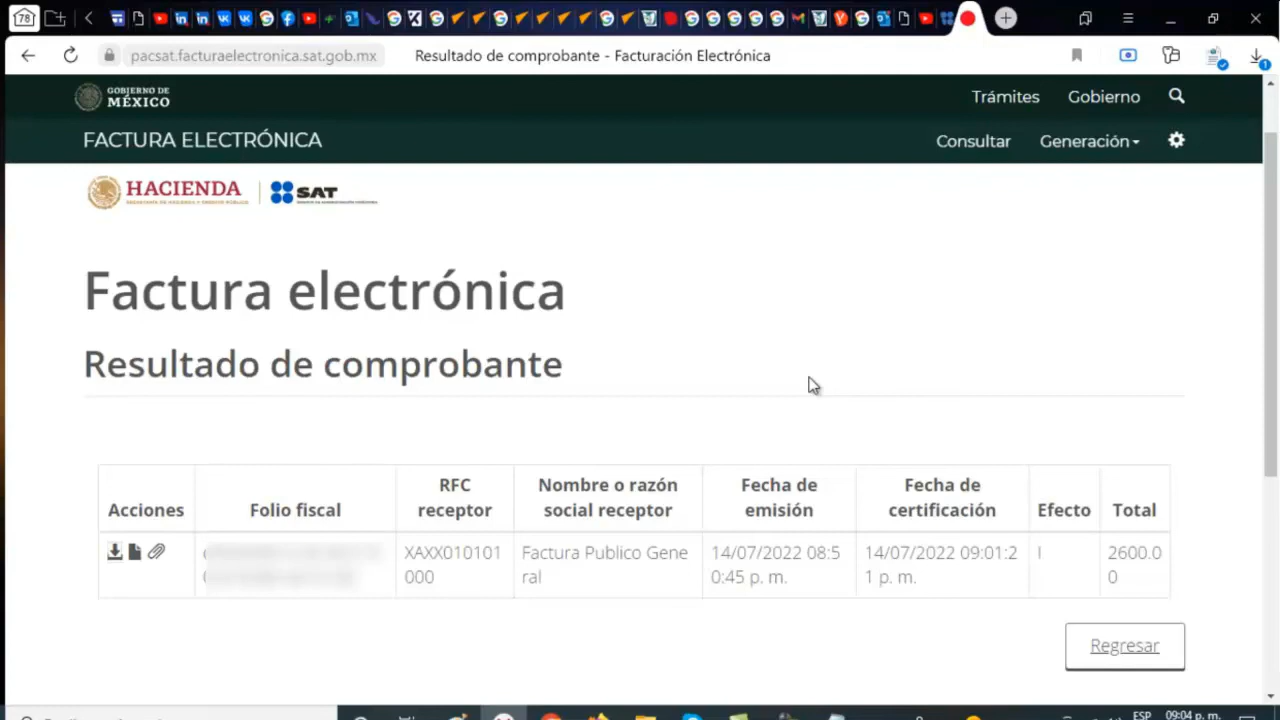 78
pacsat.facturaelectronica.sat.gob.mx
Resultado de comprobante - Facturación Electrónica
1
GOBIERNO DE
MÉXICO
Trámites
Gobierno
FACTURA ELECTRÓNICA
Consultar
Generación
HACIENDA
SAT
Factura electrónica
Resultado de comprobante
Acciones
Folio fiscal
RFC
receptor
Nombre o razón
social receptor
Fecha de
emisión
Fecha de
certificación
Efecto
Total
XAXX010101
000
Factura Publico Gene
ral
14/07/2022 08:5
0:45 p. m.
14/07/2022 09:01:2
1 p. m.
I
2600.0
0
Regresar
ESP
09:04 p. m.